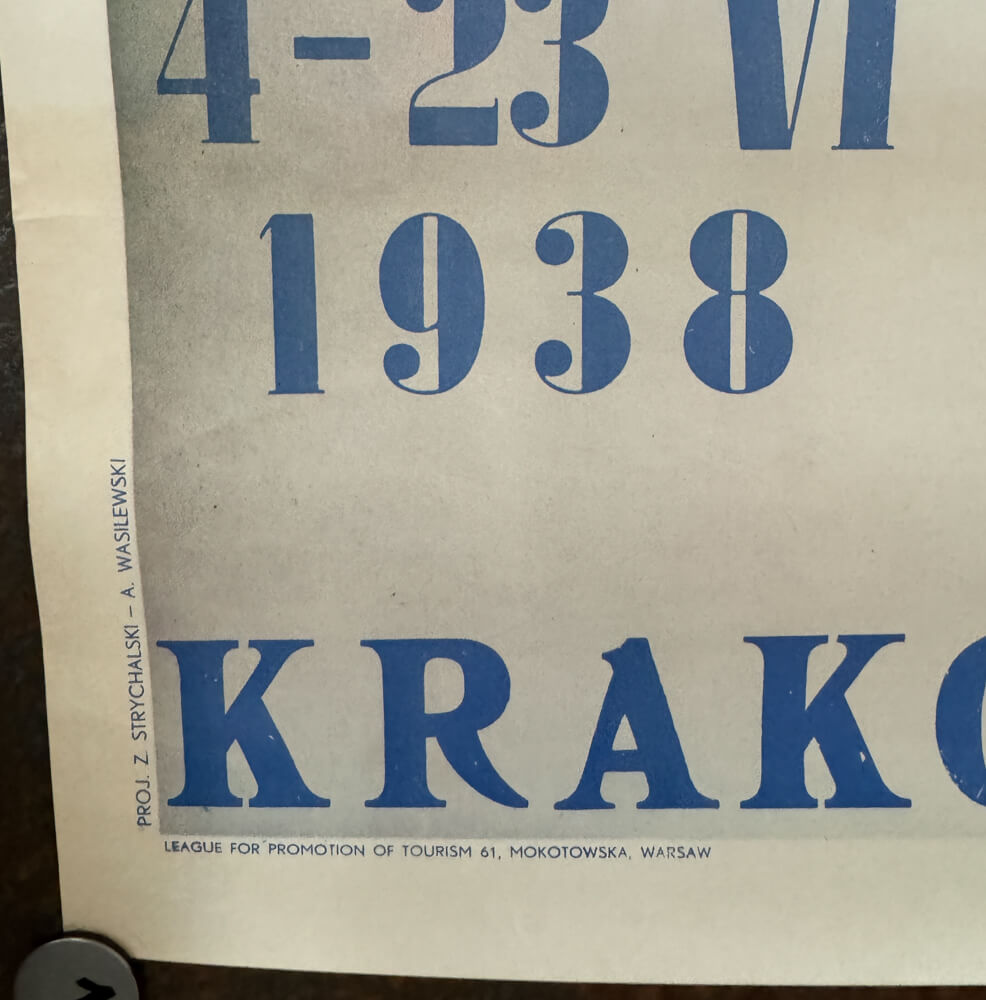 4-23 VI
1938
KRAKO
PROJ. Z. STRYCHALSKI – A. WASILEWSKI
LEAGUE FOR PROMOTION OF TOURISM 61, MOKOTOWSKA, WARSAW